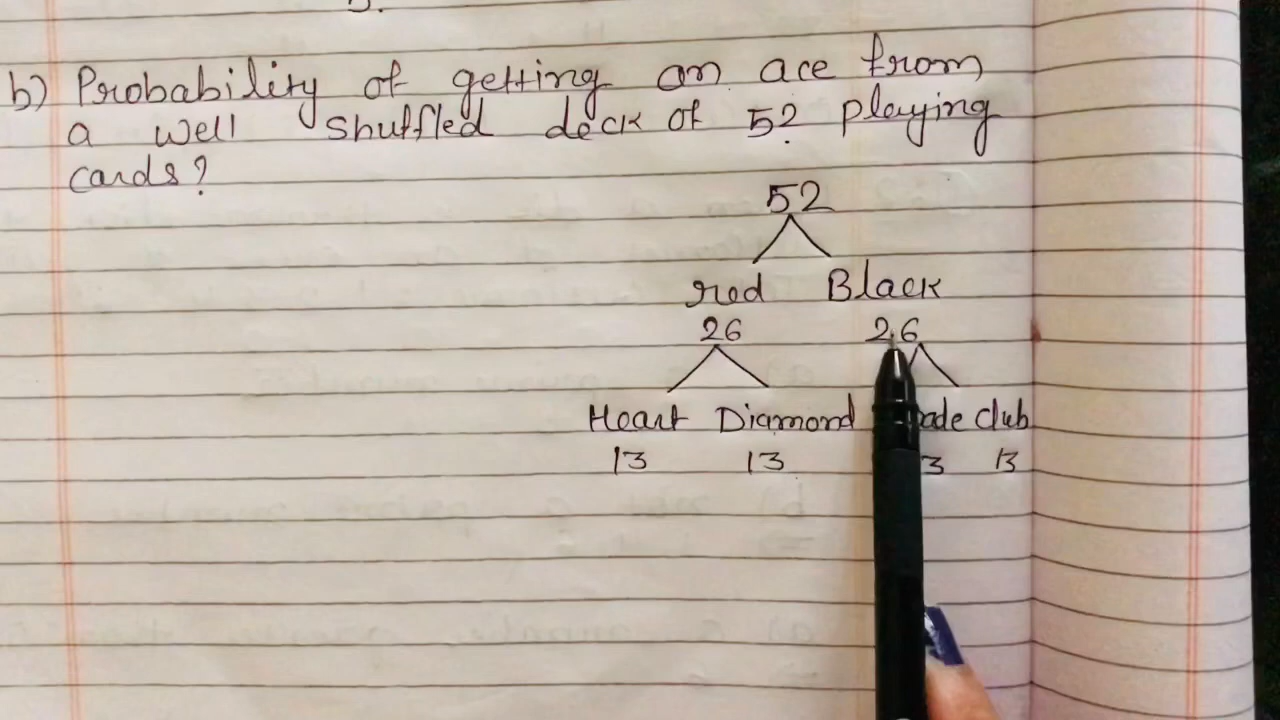 b) Probability of getting an ace from
a well shuffled deck of 52 playing
cards?
52
red Black
26 26
Heart Diamond club
13 13 13